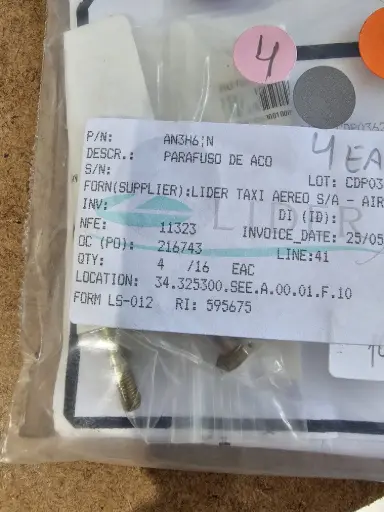 4
P/N: AN3H6;N
DESCR.: PARAFUSO DE ACO
4 EA
S/N: LOT: CDP03
FORN(SUPPLIER):LIDER TAXI AEREO S/A - AIR
INV: DI (ID):
LIDER
NFE: 11323 INVOICE_DATE: 25/05
OC (PO): 216743 LINE:41
QTY: 4 /16 EAC
LOCATION: 34.325300.SEE.A.00.01.F.10
FORM LS-012 RI: 595675